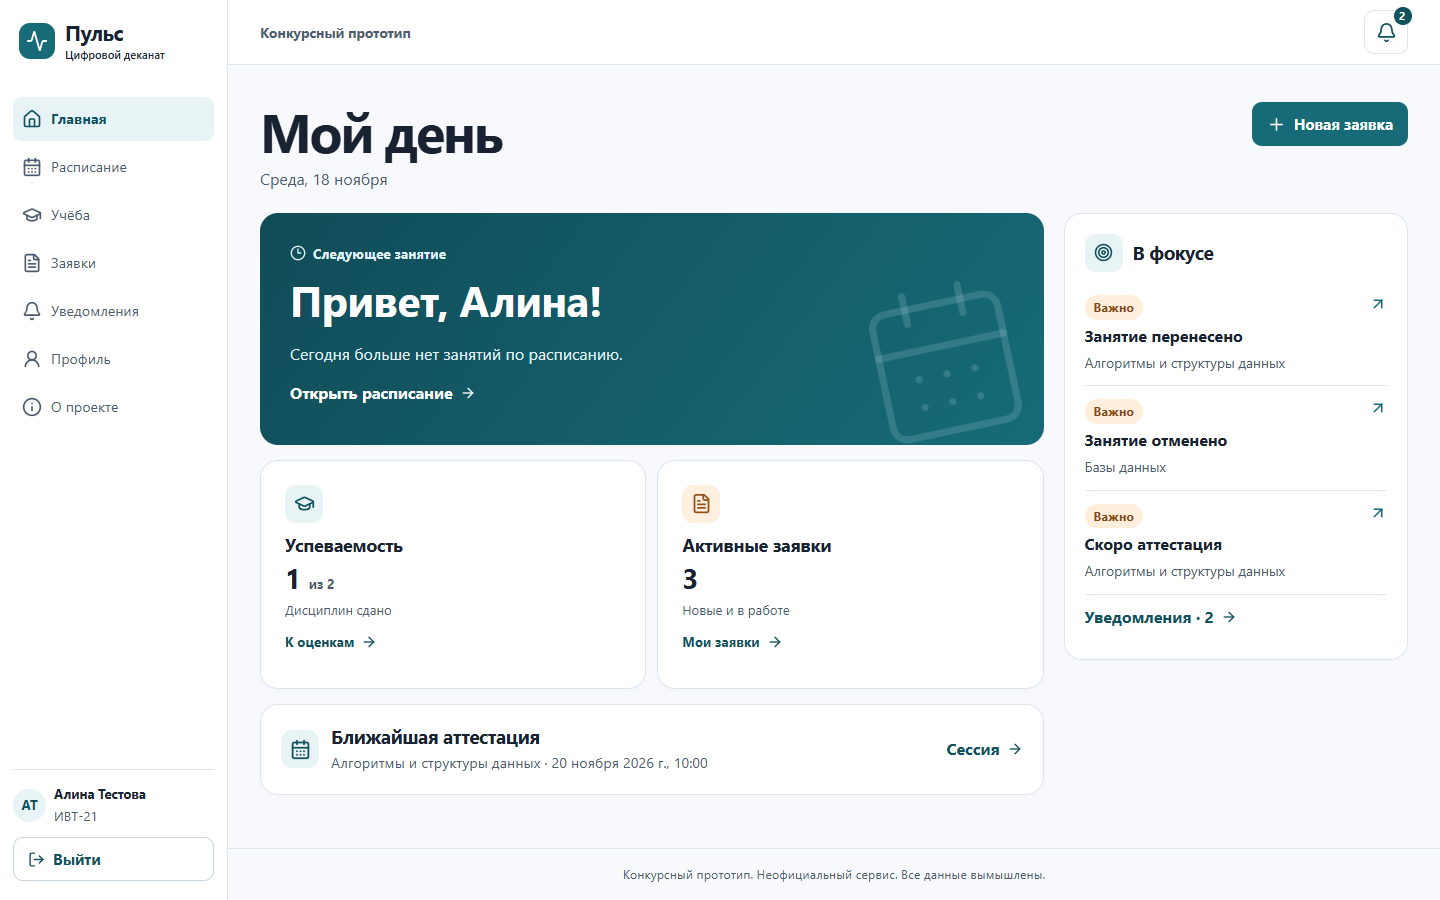 Пульс
Цифровой деканат
Главная
Расписание
Учёба
Заявки
Уведомления
Профиль
О проекте
АТ
Алина Тестова
ИВТ-21
Выйти
Конкурсный прототип
2
Мой день
Среда, 18 ноября
Новая заявка
Следующее занятие
Привет, Алина!
Сегодня больше нет занятий по расписанию.
Открыть расписание
Успеваемость
1 из 2
Дисциплин сдано
К оценкам
Активные заявки
3
Новые и в работе
Мои заявки
Ближайшая аттестация
Алгоритмы и структуры данных · 20 ноября 2026 г., 10:00
Сессия
В фокусе
Важно
Занятие перенесено
Алгоритмы и структуры данных
Важно
Занятие отменено
Базы данных
Важно
Скоро аттестация
Алгоритмы и структуры данных
Уведомления · 2
Конкурсный прототип. Неофициальный сервис. Все данные вымышлены.